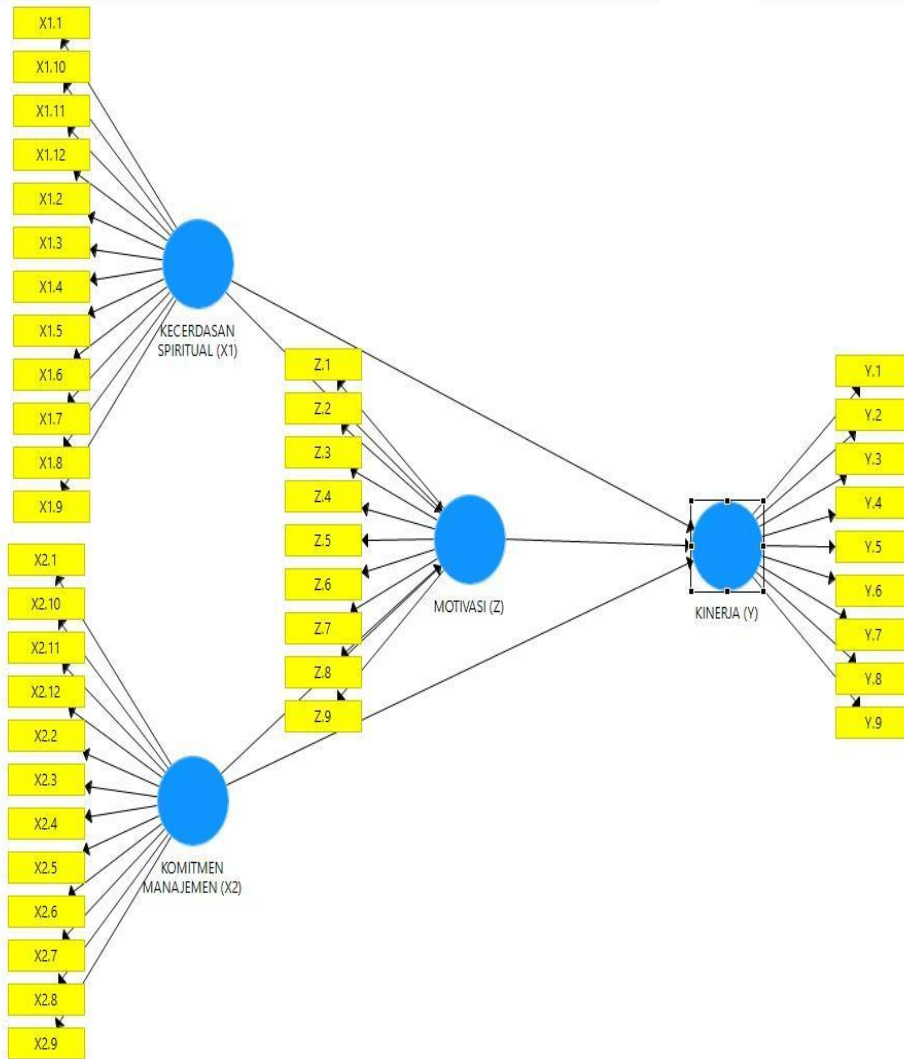 X1.1
X1.10
X1.11
X1.12
X1.2
X1.3
X1.4
X1.5
X1.6
X1.7
X1.8
X1.9
KECERDASAN
SPIRITUAL (X1)
X2.1
X2.10
X2.11
X2.12
X2.2
X2.3
X2.4
X2.5
X2.6
X2.7
X2.8
X2.9
KOMITMEN
MANAJEMEN (X2)
Z.1
Z.2
Z.3
Z.4
Z.5
Z.6
Z.7
Z.8
Z.9
MOTIVASI (Z)
KINERJA (Y)
Y.1
Y.2
Y.3
Y.4
Y.5
Y.6
Y.7
Y.8
Y.9